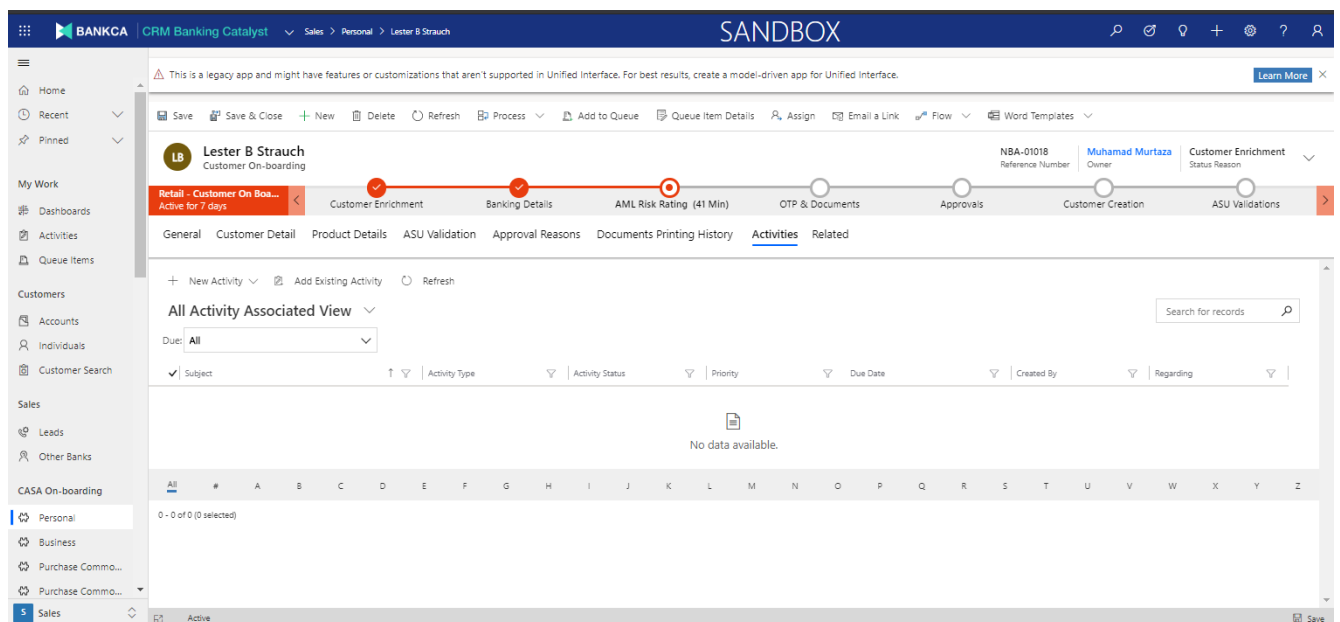 BANKCA CRM Banking Catalyst Sales > Personal > Lester B Strauch SANDBOX
This is a legacy app and might have features or customizations that aren't supported in Unified Interface. For best results, create a model-driven app for Unified Interface. Learn More
Home
Recent
Pinned
My Work
Dashboards
Activities
Queue Items
Customers
Accounts
Individuals
Customer Search
Sales
Leads
Other Banks
CASA On-boarding
Personal
Business
Purchase Commo...
Purchase Commo...
S Sales
Save Save & Close New Delete Refresh Process Add to Queue Queue Item Details Assign Email a Link Flow Word Templates
LB
Lester B Strauch
Customer On-boarding
NBA-01018 Muhamad Murtaza Customer Enrichment
Reference Number Owner Status Reason
Retail - Customer On Boa...
Active for 7 days
Customer Enrichment Banking Details AML Risk Rating (41 Min) OTP & Documents Approvals Customer Creation ASU Validations
General Customer Detail Product Details ASU Validation Approval Reasons Documents Printing History Activities Related
New Activity Add Existing Activity Refresh
All Activity Associated View
Search for records
Due: All
Subject Activity Type Activity Status Priority Due Date Created By Regarding
No data available.
All # A B C D E F G H I J K L M N O P Q R S T U V W X Y Z
0 - 0 of 0 (0 selected)
Active Save